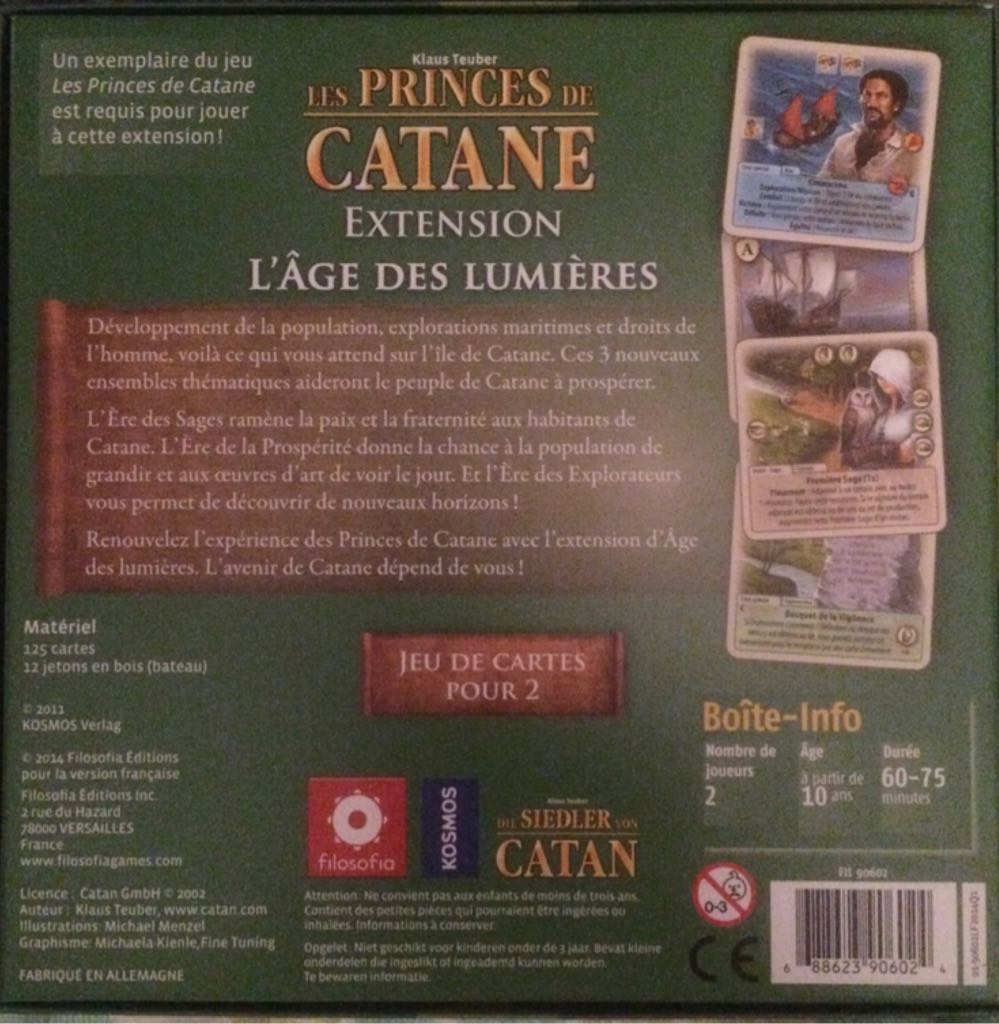 Un exemplaire du jeu
Les Princes de Catane
est requis pour jouer
à cette extension !
Klaus Teuber
LES PRINCES DE
CATANE
EXTENSION
L'ÂGE DES LUMIÈRES
Développement de la population, explorations maritimes et droits de
l'homme, voilà ce qui vous attend sur l'île de Catane. Ces 3 nouveaux
ensembles thématiques aideront le peuple de Catane à prospérer.
L'Ère des Sages ramène la paix et la fraternité aux habitants de
Catane. L'Ère de la Prospérité donne la chance à la population de
grandir et aux œuvres d'art de voir le jour. Et l'Ère des Explorateurs
vous permet de découvrir de nouveaux horizons !
Renouvelez l'expérience des Princes de Catane avec l'extension d'Âge
des lumières. L'avenir de Catane dépend de vous !
A
Bosquet de la Vigilance
Matériel
125 cartes
12 jetons en bois (bateau)
JEU DE CARTES
POUR 2
© 2011
KOSMOS Verlag
© 2014 Filosofia Éditions
pour la version française
Filosofia Éditions Inc.
2 rue du Hazard
78000 VERSAILLES
France
www.filosofiagames.com
Licence : Catan GmbH © 2002
Auteur : Klaus Teuber, www.catan.com
Illustrations: Michael Menzel
Graphisme: Michaela Kienle, Fine Tuning
FABRIQUÉ EN ALLEMAGNE
filosofia
KOSMOS
Klaus Teuber
DIE SIEDLER VON
CATAN
Attention: Ne convient pas aux enfants de moins de trois ans.
Contient des petites pièces qui pourraient être ingérées ou
inhalées. Informations à conserver.
Opgelet: Niet geschikt voor kinderen onder de 3 jaar. Bevat kleine
onderdelen die ingeslikt of ingeademd kunnen worden.
Te bewaren informatie.
Boîte-Info
Nombre de
joueurs
2
Âge
à partir de
10 ans
Durée
60-75
minutes
0-3
CE
FIL 90602
6 88623 90602 4